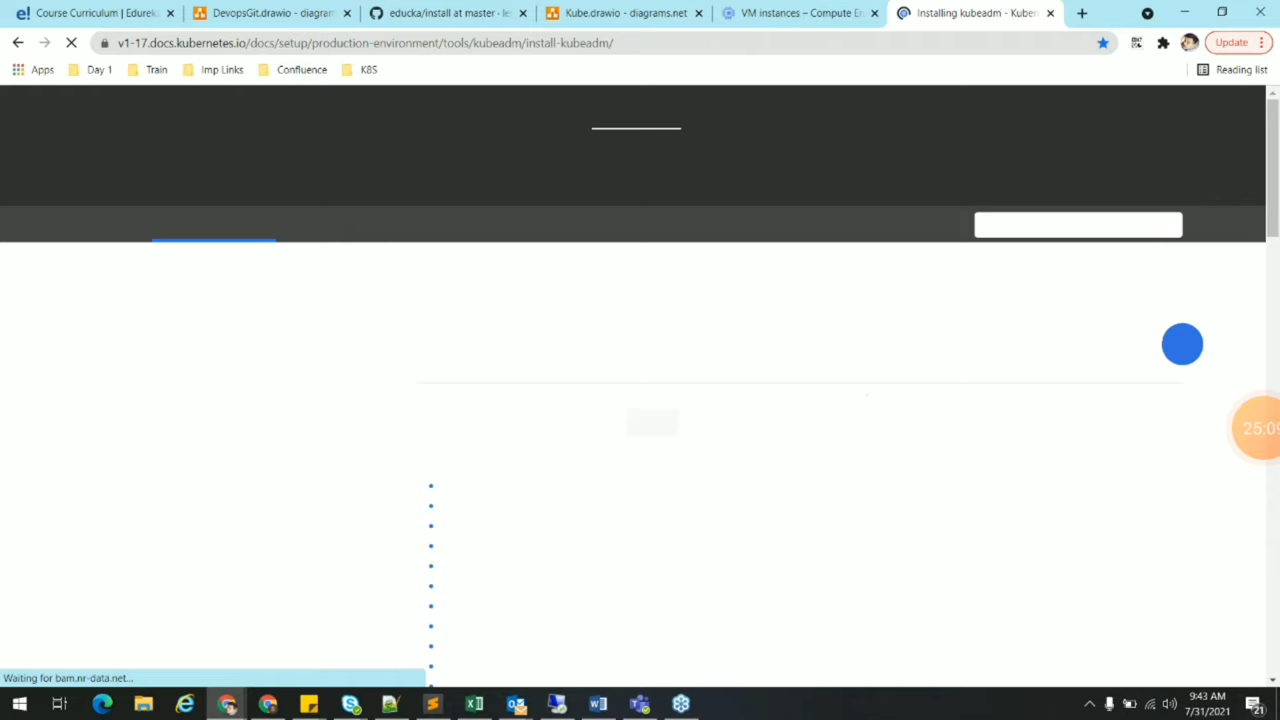 Course Curriculum | Edurek
DevopsGit.drawio - diagram
educka/install at master · le
Kube.drawio - diagrams.net
VM instances – Compute En
Installing kubeadm - Kuber
v1-17.docs.kubernetes.io/docs/setup/production-environment/tools/kubeadm/install-kubeadm/
Update
Apps
Day 1
Train
Imp Links
Confluence
K8S
Reading list
25:09
Waiting for bam.nr-data.net...
9:43 AM
7/31/2021
21